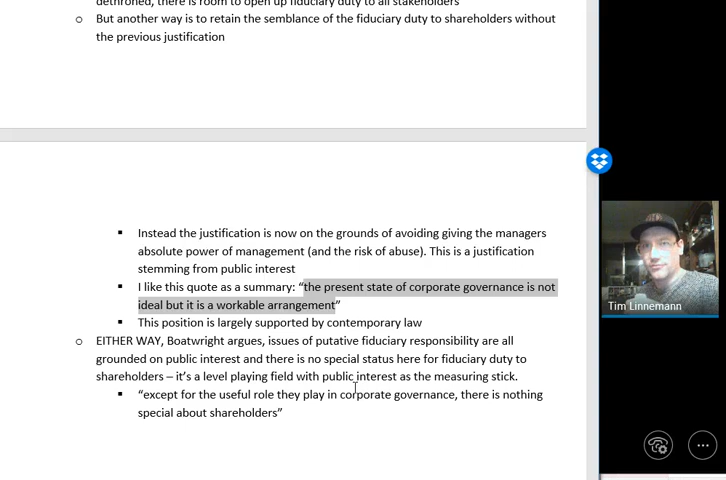 dethroned, there is room to open up fiduciary duty to all stakeholders
o But another way is to retain the semblance of the fiduciary duty to shareholders without
the previous justification
▪ Instead the justification is now on the grounds of avoiding giving the managers
absolute power of management (and the risk of abuse). This is a justification
stemming from public interest
▪ I like this quote as a summary: “the present state of corporate governance is not
ideal but it is a workable arrangement”
▪ This position is largely supported by contemporary law
o EITHER WAY, Boatwright argues, issues of putative fiduciary responsibility are all
grounded on public interest and there is no special status here for fiduciary duty to
shareholders – it’s a level playing field with public interest as the measuring stick.
▪ “except for the useful role they play in corporate governance, there is nothing
special about shareholders”
Tim Linnemann